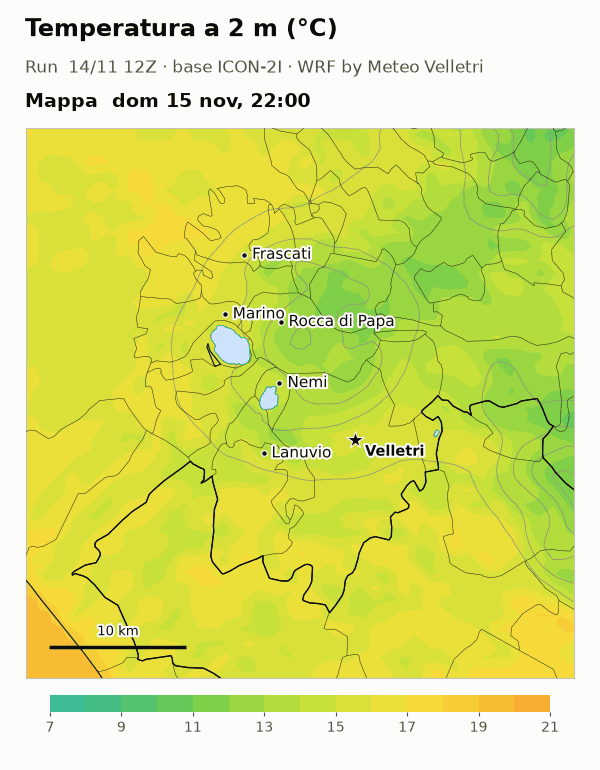 Temperatura a 2 m (°C)
Run  14/11 12Z · base ICON-2I · WRF by Meteo Velletri
Mappa  dom 15 nov, 22:00
Frascati
Marino
Rocca di Papa
Nemi
Velletri
Lanuvio
10 km
7 9 11 13 15 17 19 21